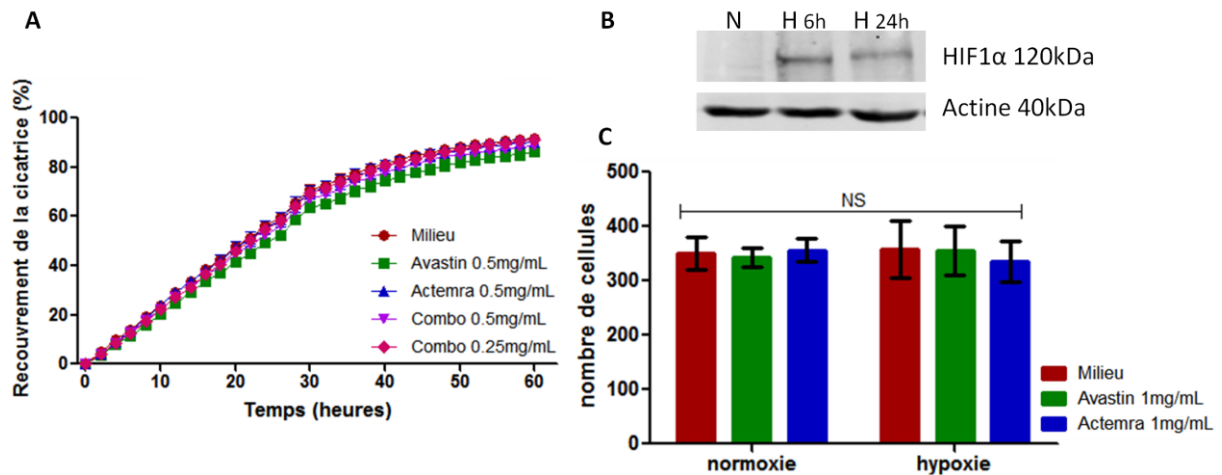 A
Recouvrement de la cicatrice (%)
100
80
60
40
20
0
0 10 20 30 40 50 60
Temps (heures)
Milieu
Avastin 0.5mg/mL
Actemra 0.5mg/mL
Combo 0.5mg/mL
Combo 0.25mg/mL
B
N H 6h H 24h
HIF1α 120kDa
Actine 40kDa
C
nombre de cellules
500
400
300
200
100
0
NS
normoxie hypoxie
Milieu
Avastin 1mg/mL
Actemra 1mg/mL